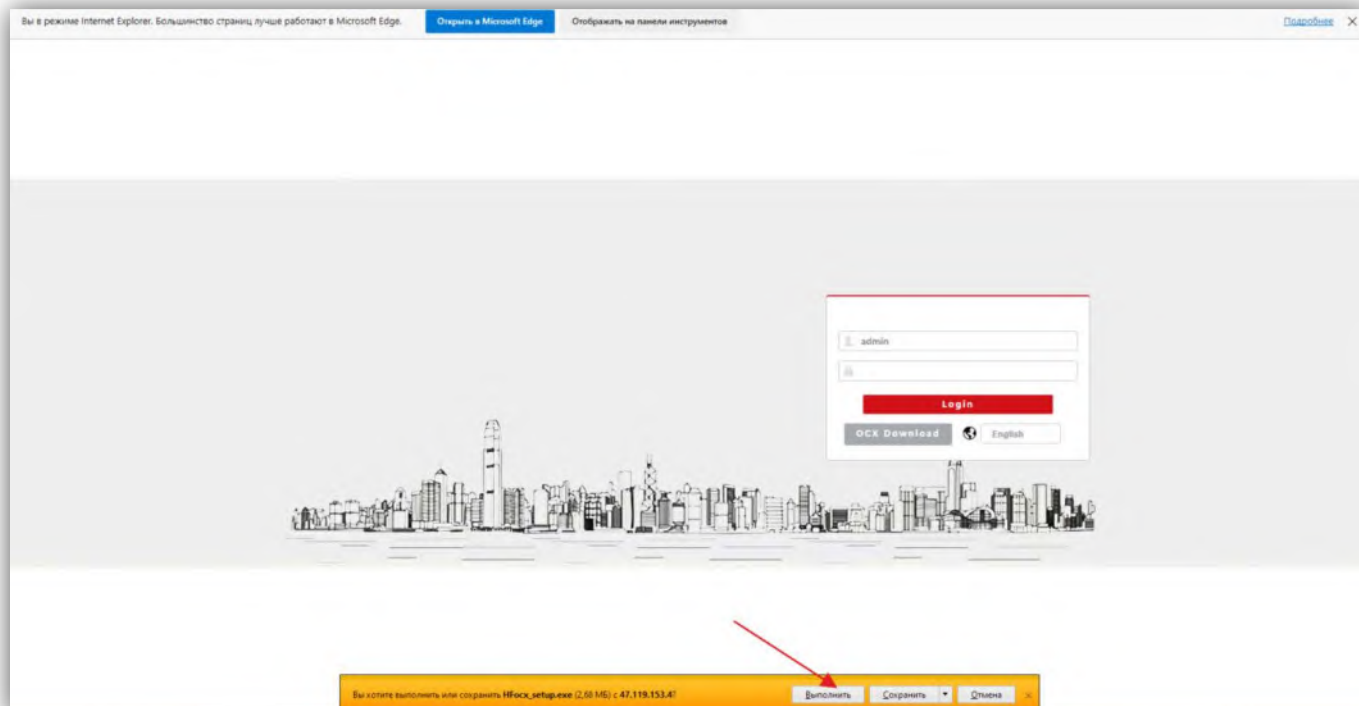 Вы в режиме Internet Explorer. Большинство страниц лучше работают в Microsoft Edge. Открыть в Microsoft Edge Отображать на панели инструментов Подробнее
admin
Login
OCX Download English
Вы хотите выполнить или сохранить HFocx_setup.exe (2,68 МБ) с 47.119.153.4? Выполнить Сохранить Отмена